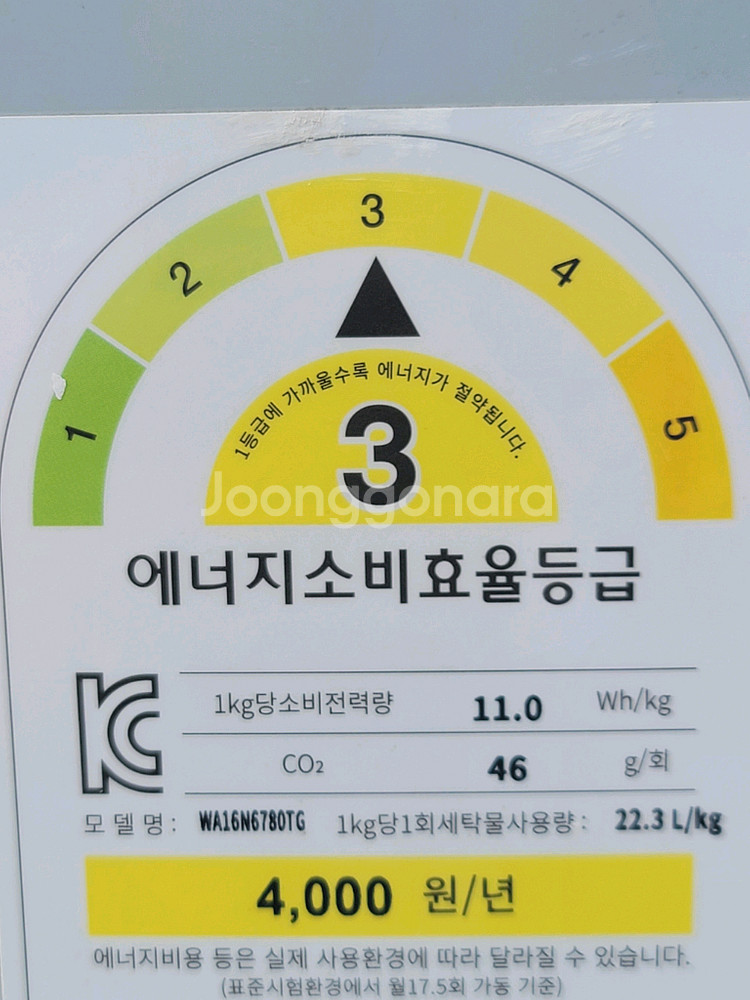 3
2
4
1
5
1등급에 가까울수록 에너지가 절약됩니다.
3
Joonggonara
에너지소비효율등급
KC
1kg당소비전력량 11.0 Wh/kg
CO₂ 46 g/회
모델명: WA16N6780TG 1kg당1회세탁물사용량: 22.3 L/kg
4,000 원/년
에너지비용 등은 실제 사용환경에 따라 달라질 수 있습니다.
(표준시험환경에서 월17.5회 가동 기준)